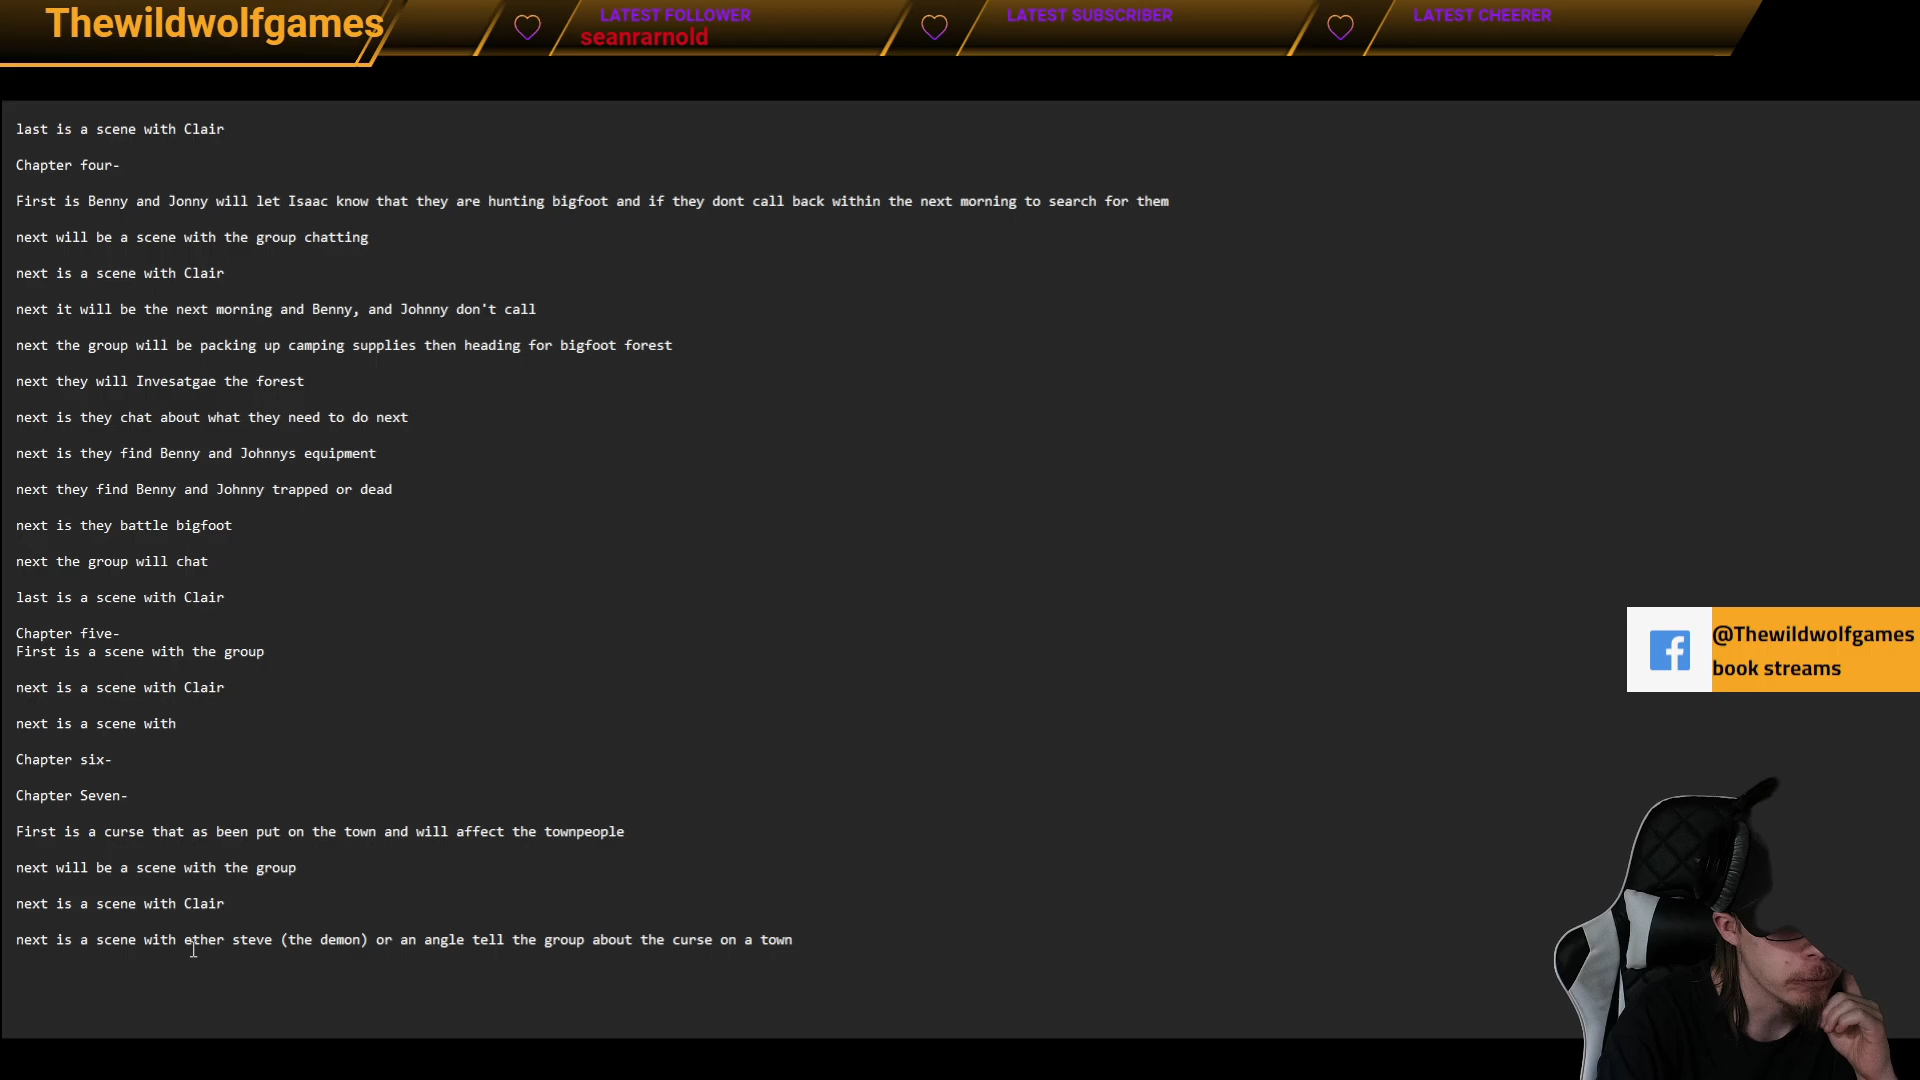 Thewildwolfgames
LATEST FOLLOWER
seanrarnold
LATEST SUBSCRIBER
LATEST CHEERER
last is a scene with Clair
Chapter four-
First is Benny and Jonny will let Isaac know that they are hunting bigfoot and if they dont call back within the next morning to search for them
next will be a scene with the group chatting
next is a scene with Clair
next it will be the next morning and Benny, and Johnny don't call
next the group will be packing up camping supplies then heading for bigfoot forest
next they will Invesatgae the forest
next is they chat about what they need to do next
next is they find Benny and Johnnys equipment
next they find Benny and Johnny trapped or dead
next is they battle bigfoot
next the group will chat
last is a scene with Clair
Chapter five-
First is a scene with the group
next is a scene with Clair
next is a scene with
Chapter six-
Chapter Seven-
First is a curse that as been put on the town and will affect the townpeople
next will be a scene with the group
next is a scene with Clair
next is a scene with ether steve (the demon) or an angle tell the group about the curse on a town
@Thewildwolfgames
book streams